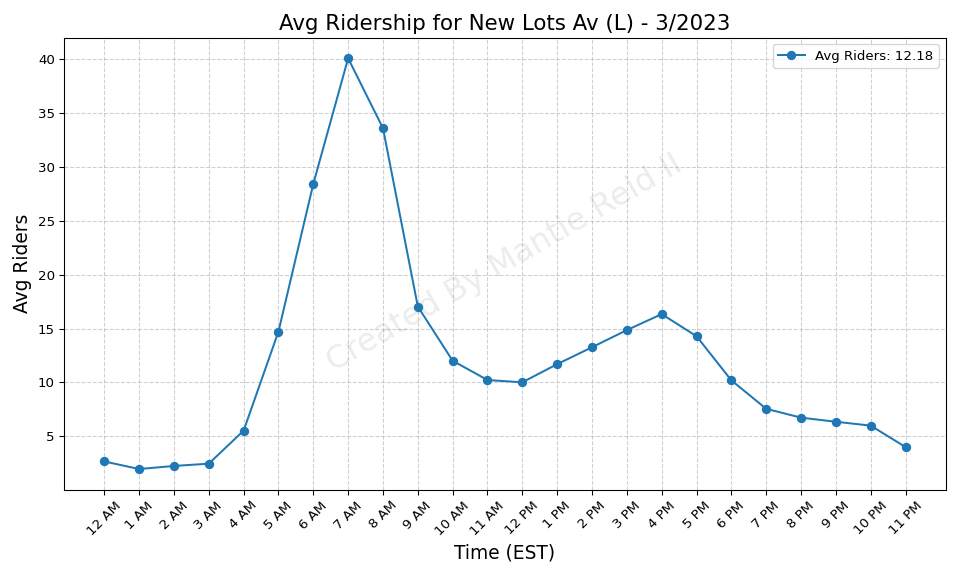 Avg Ridership for New Lots Av (L) - 3/2023
Avg Riders: 12.18
Avg Riders
40
35
30
25
20
15
10
5
Created By Mantle Reid II
12 AM
1 AM
2 AM
3 AM
4 AM
5 AM
6 AM
7 AM
8 AM
9 AM
10 AM
11 AM
12 PM
1 PM
2 PM
3 PM
4 PM
5 PM
6 PM
7 PM
8 PM
9 PM
10 PM
11 PM
Time (EST)